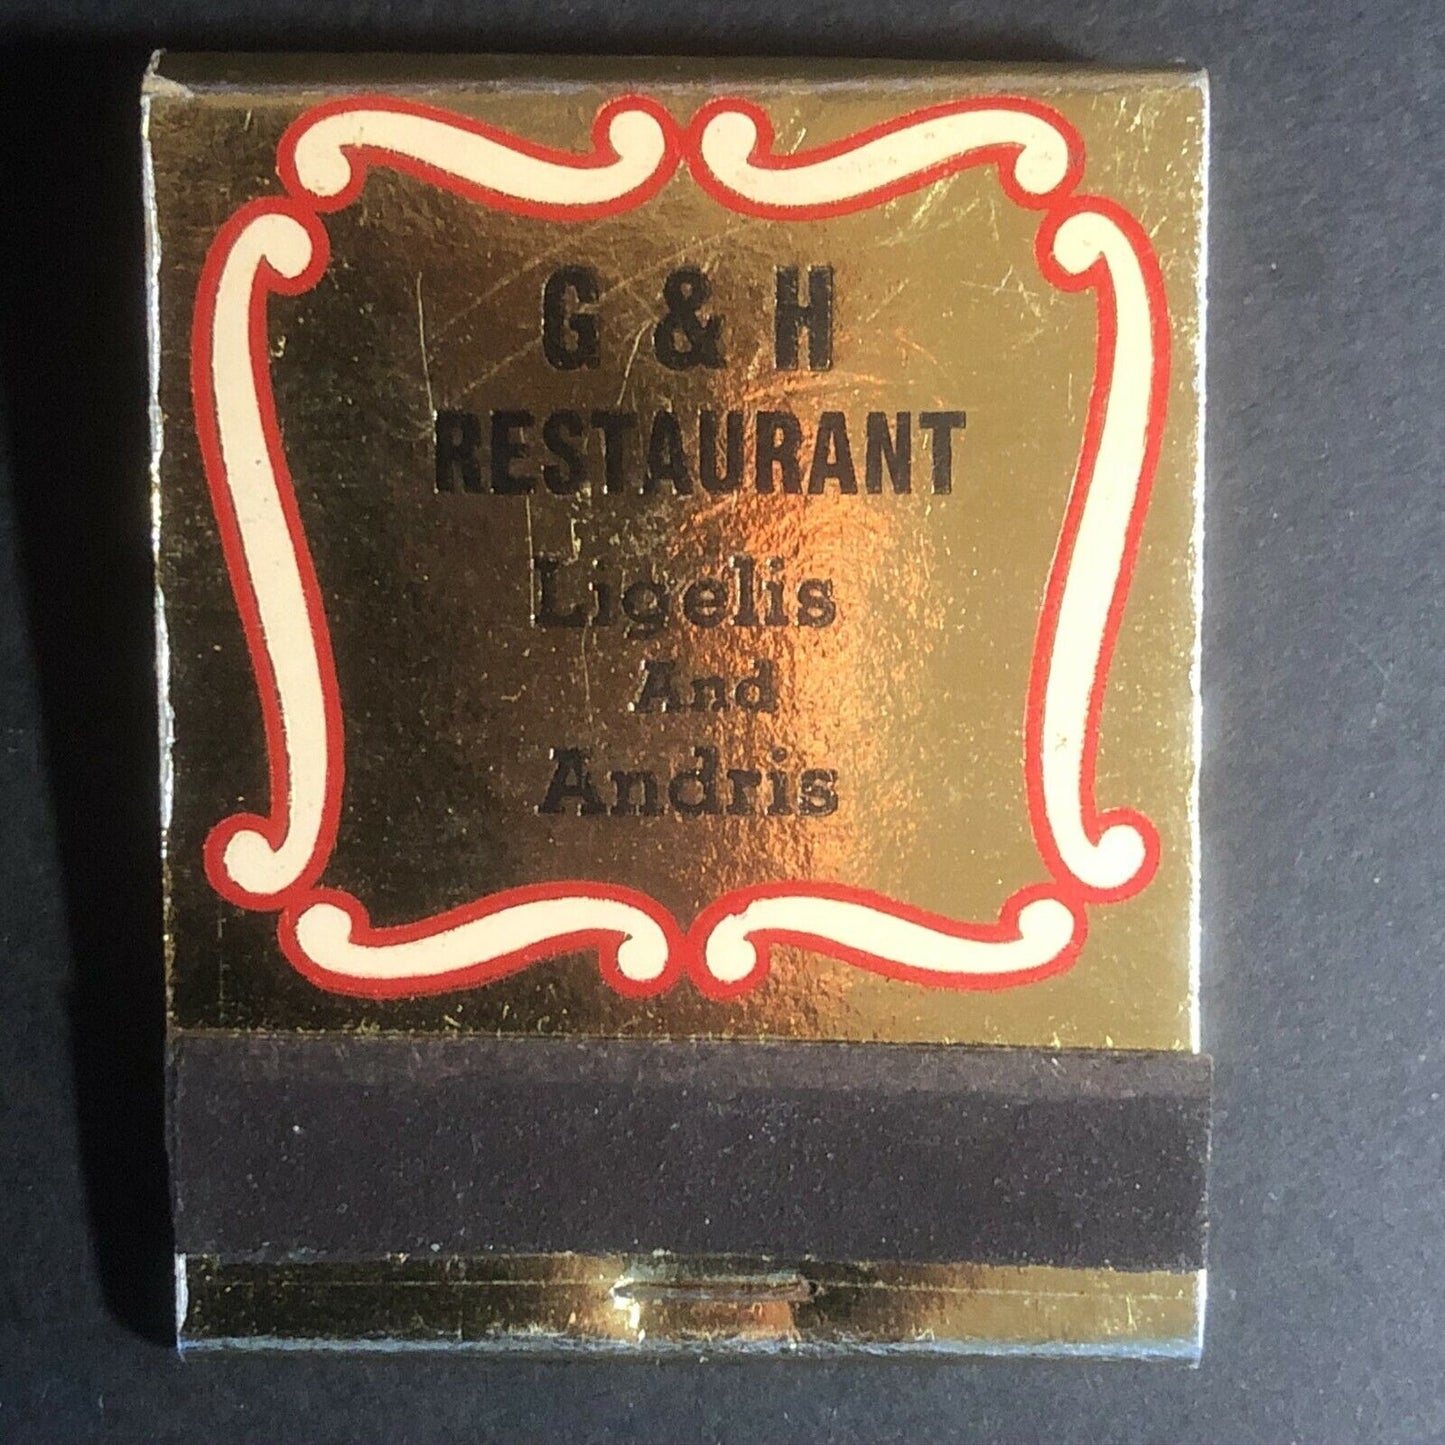 G & H
RESTAURANT
Ligelis
And
Andris